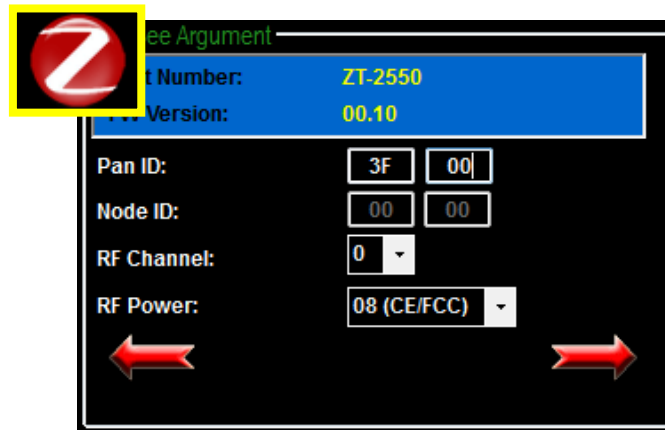 ee Argument
t Number: ZT-2550
Version: 00.10
Pan ID: 3F 00
Node ID: 00 00
RF Channel: 0
RF Power: 08 (CE/FCC)